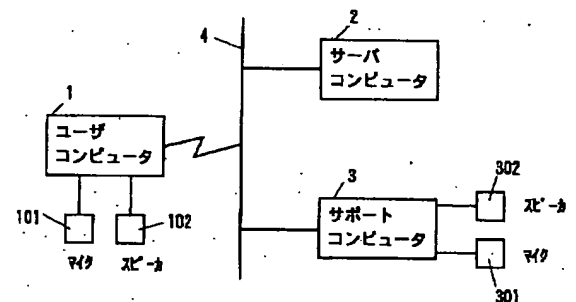 4
2
サーバ
コンピュータ
1
ユーザ
コンピュータ
3
サポート
コンピュータ
302
スピーカ
101
102
マイク
スピーカ
マイク
301